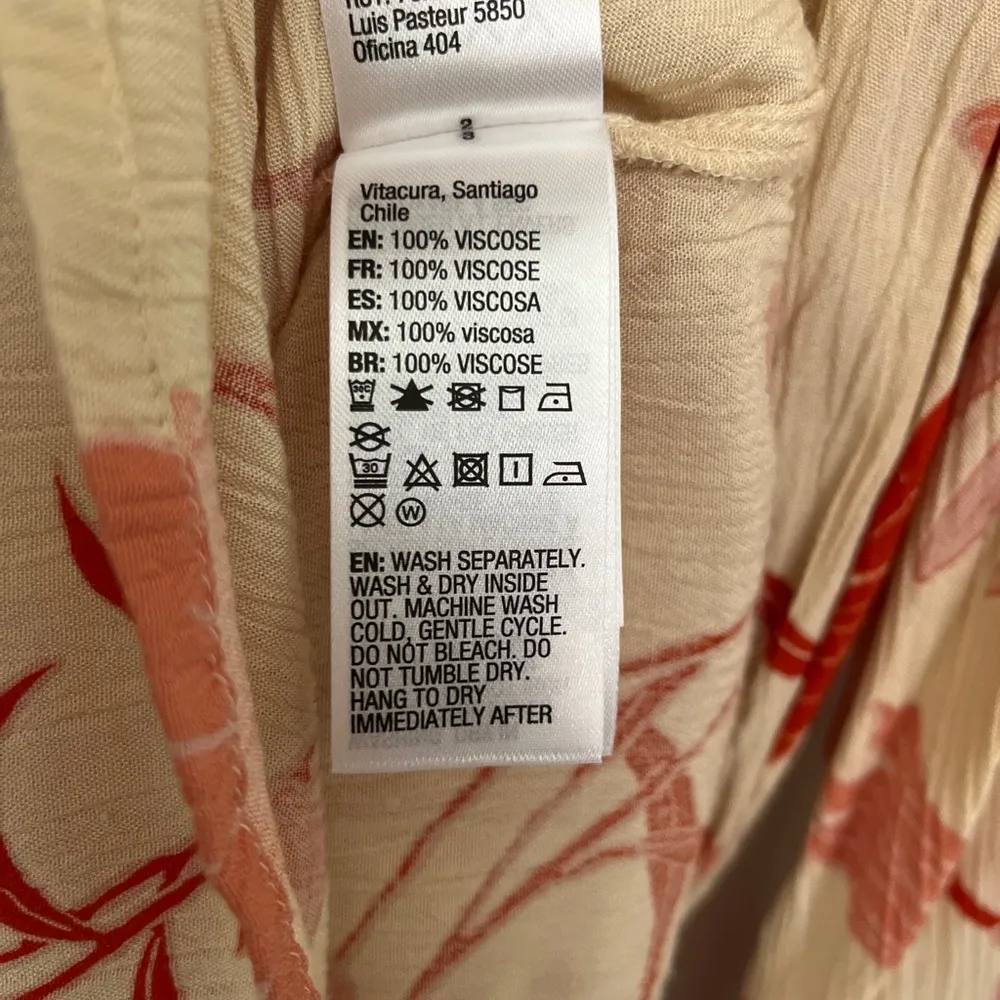 Luis Pasteur 5850
Oficina 404
Vitacura, Santiago
Chile
EN: 100% VISCOSE
FR: 100% VISCOSE
ES: 100% VISCOSA
MX: 100% viscosa
BR: 100% VISCOSE
30C
30
W
EN: WASH SEPARATELY.
WASH & DRY INSIDE
OUT. MACHINE WASH
COLD, GENTLE CYCLE.
DO NOT BLEACH. DO
NOT TUMBLE DRY.
HANG TO DRY
IMMEDIATELY AFTER